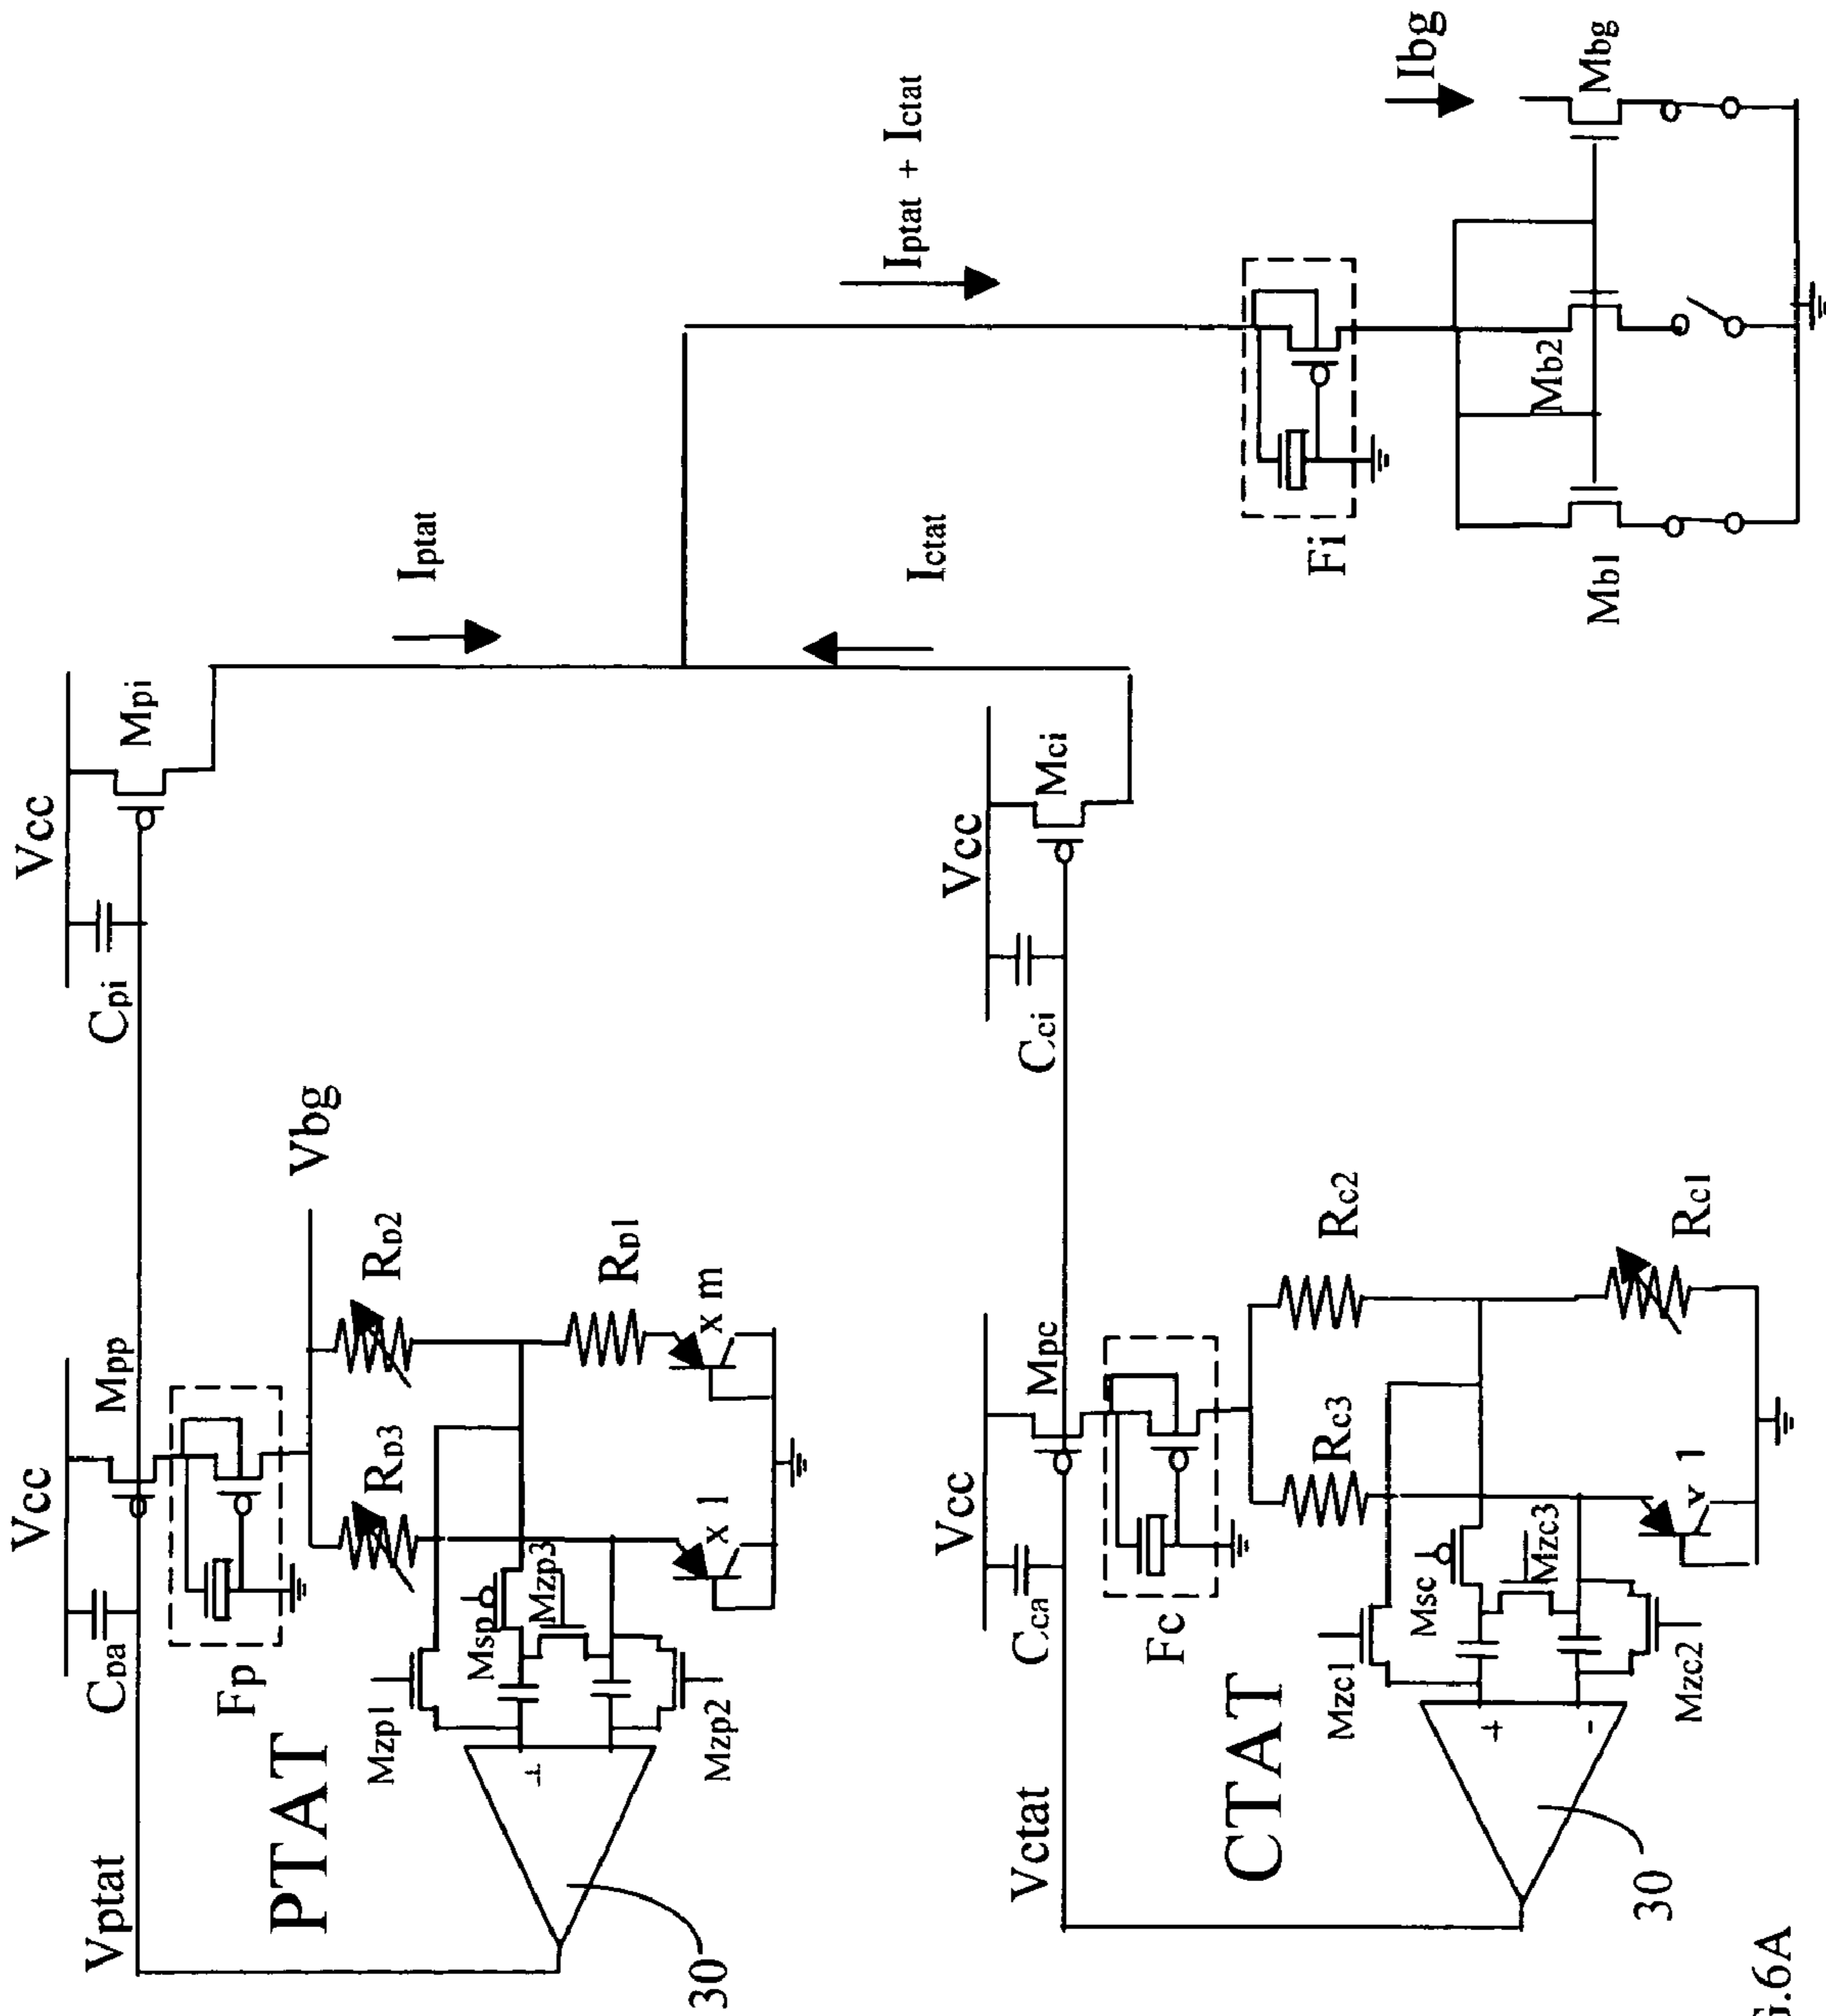 Vcc
Vcc
Vptat
Cpa
Mpp
Cpi
Mpi
Fp
Vbg
PTAT
Rp3
Rp2
Iptat
Mzp1
Msp
Mzp3
Rp1
Mzp2
x 1
x m
30
Iptat + Ictat
Ictat
Vcc
Vcc
Vctat
Cca
Mpc
Cci
Mci
Fc
CTAT
Rc3
Rc2
Mzc1
Msc
Mzc3
Rc1
+
-
Mzc2
1
30
Fi
Ibg
Mb2
Mb1
Mbg
G.6A